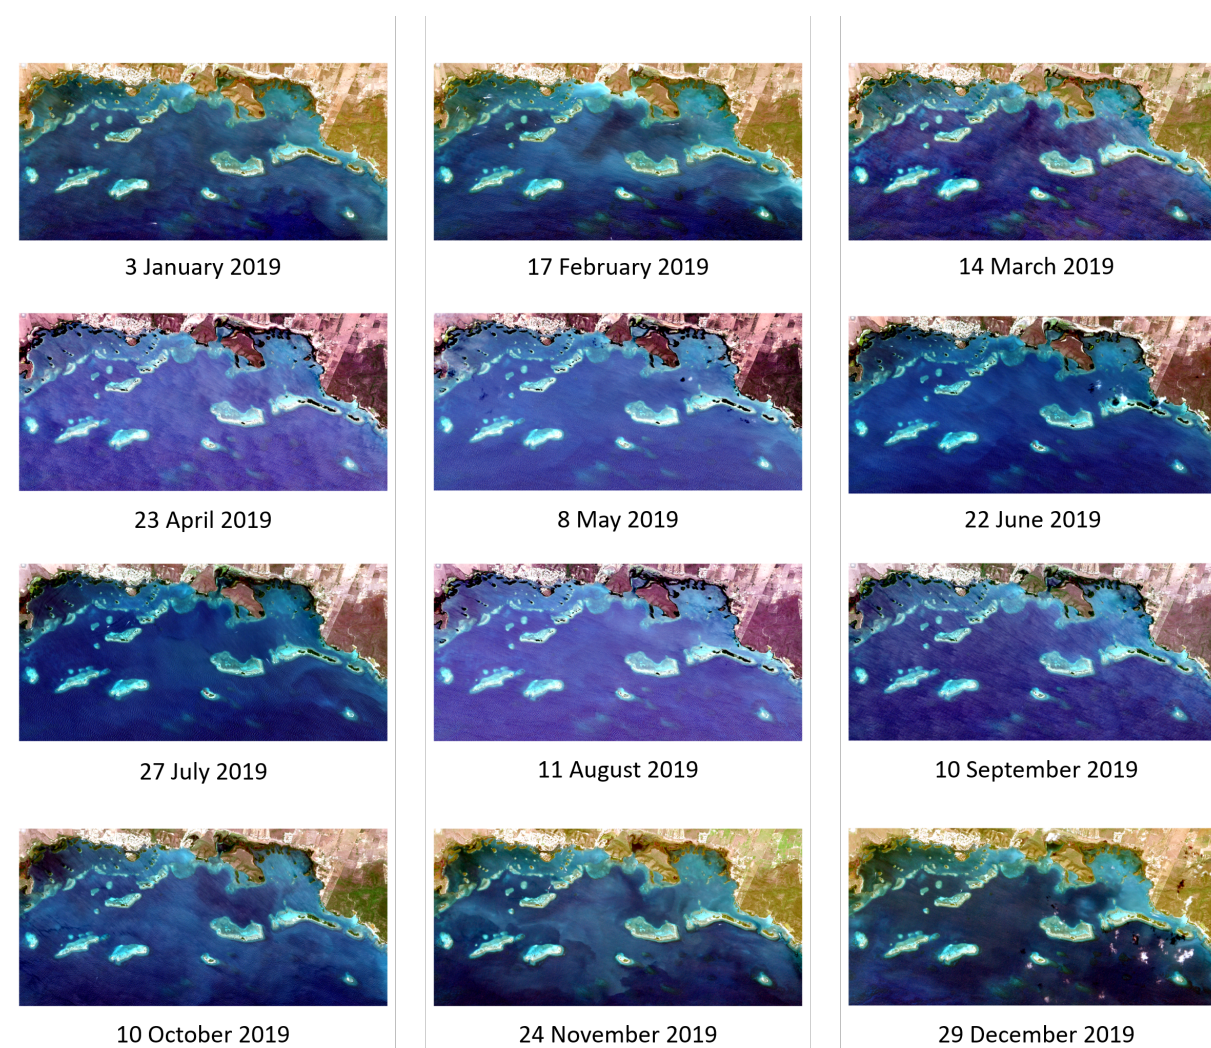 3 January 2019
17 February 2019
14 March 2019
23 April 2019
8 May 2019
22 June 2019
27 July 2019
11 August 2019
10 September 2019
10 October 2019
24 November 2019
29 December 2019